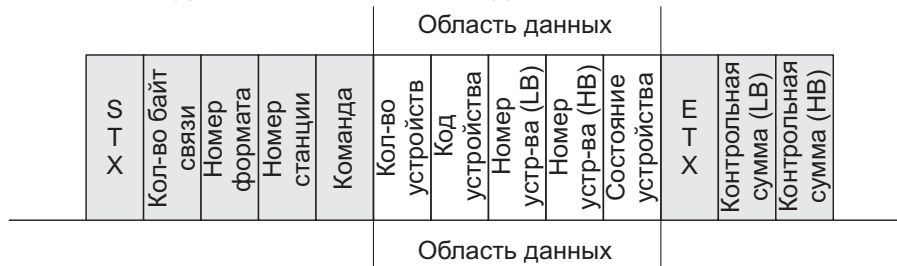 Область данных
S
T
X
Кол-во байт
связи
Номер
формата
Номер
станции
Команда
Кол-во
устройств
Код
устройства
Номер
устр-ва (LB)
Номер
устр-ва (HB)
Состояние
устройства
E
T
X
Контрольная
сумма (LB)
Контрольная
сумма (HB)
Область данных